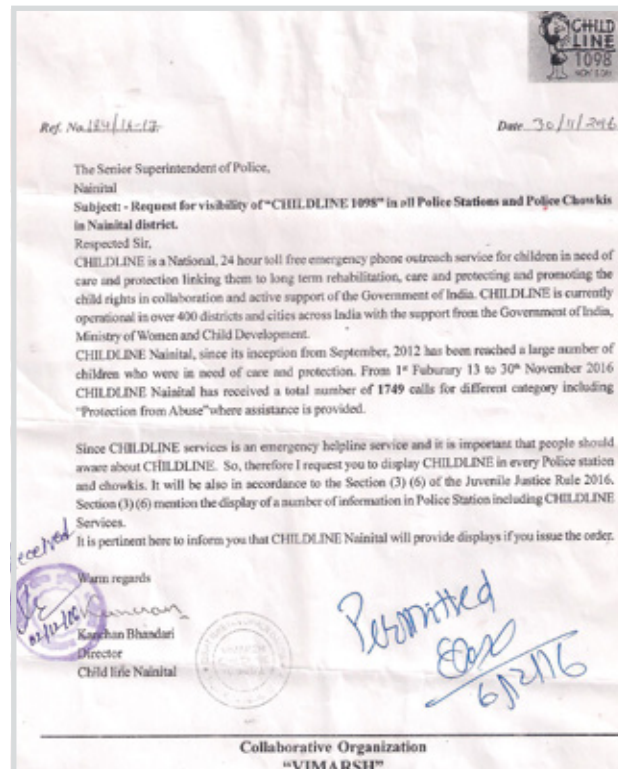 CHILD
LINE
1098
Ref. No. 184/16-17
Date 30/11/2016
The Senior Superintendent of Police,
Nainital
Subject: - Request for visibility of "CHILDLINE 1098" in all Police Stations and Police Chowkis
in Nainital district.
Respected Sir,
CHILDLINE is a National, 24 hour toll free emergency phone outreach service for children in need of
care and protection linking them to long term rehabilitation, care and protecting and promoting the
child rights in collaboration and active support of the Government of India. CHILDLINE is currently
operational in over 400 districts and cities across India with the support from the Government of India,
Ministry of Women and Child Development.
CHILDLINE Nainital, since its inception from September, 2012 has been reached a large number of
children who were in need of care and protection. From 1st Fuburary 13 to 30th November 2016
CHILDLINE Nainital has received a total number of 1749 calls for different category including
"Protection from Abuse"where assistance is provided.
Since CHILDLINE services is an emergency helpline service and it is important that people should
aware about CHILDLINE. So, therefore I request you to display CHILDLINE in every Police station
and chowkis. It will be also in accordance to the Section (3) (6) of the Juvenile Justice Rule 2016.
Section (3) (6) mention the display of a number of information in Police Station including CHILDLINE
Services.
It is pertinent here to inform you that CHILDLINE Nainital will provide displays if you issue the order.
eceived
Warm regards
02/12/16
Kanchan Bhandari
Director
Child line Nainital
Permitted
6/12/16
Collaborative Organization
"VIMARSH"